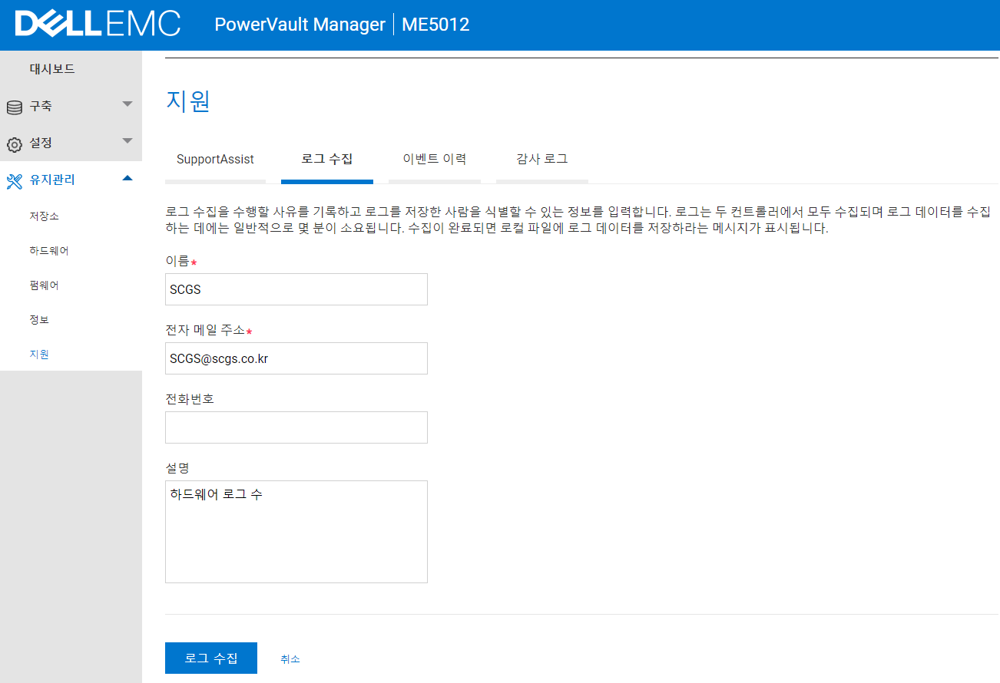 DELLEMC PowerVault Manager ME5012
대시보드
구축
설정
유지관리
저장소
하드웨어
펌웨어
정보
지원
지원
SupportAssist 로그 수집 이벤트 이력 감사 로그
로그 수집을 수행할 사유를 기록하고 로그를 저장한 사람을 식별할 수 있는 정보를 입력합니다. 로그는 두 컨트롤러에서 모두 수집되며 로그 데이터를 수집
하는 데에는 일반적으로 몇 분이 소요됩니다. 수집이 완료되면 로컬 파일에 로그 데이터를 저장하라는 메시지가 표시됩니다.
이름*
SCGS
전자 메일 주소*
SCGS@scgs.co.kr
전화번호
설명
하드웨어 로그 수
로그 수집 취소